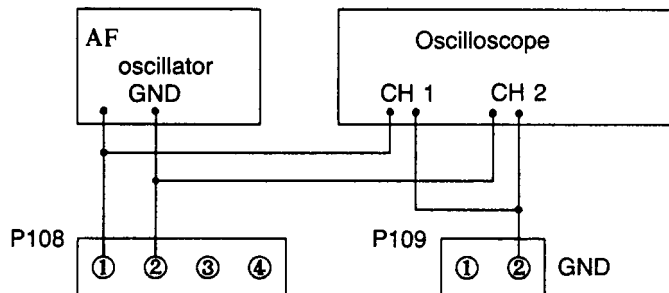 AF
oscillator
GND
Oscilloscope
CH 1 CH 2
P108
① ② ③ ④
P109
① ②
GND